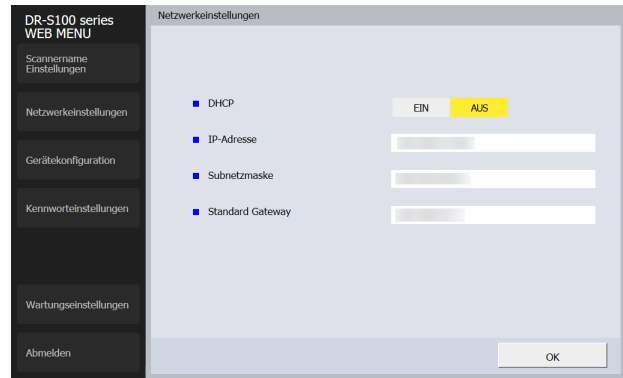 DR-S100 series
WEB MENU
Scannername
Einstellungen
Netzwerkeinstellungen
Gerätekonfiguration
Kennworteinstellungen
Wartungseinstellungen
Abmelden
Netzwerkeinstellungen
DHCP
EIN AUS
IP-Adresse
Subnetzmaske
Standard Gateway
OK